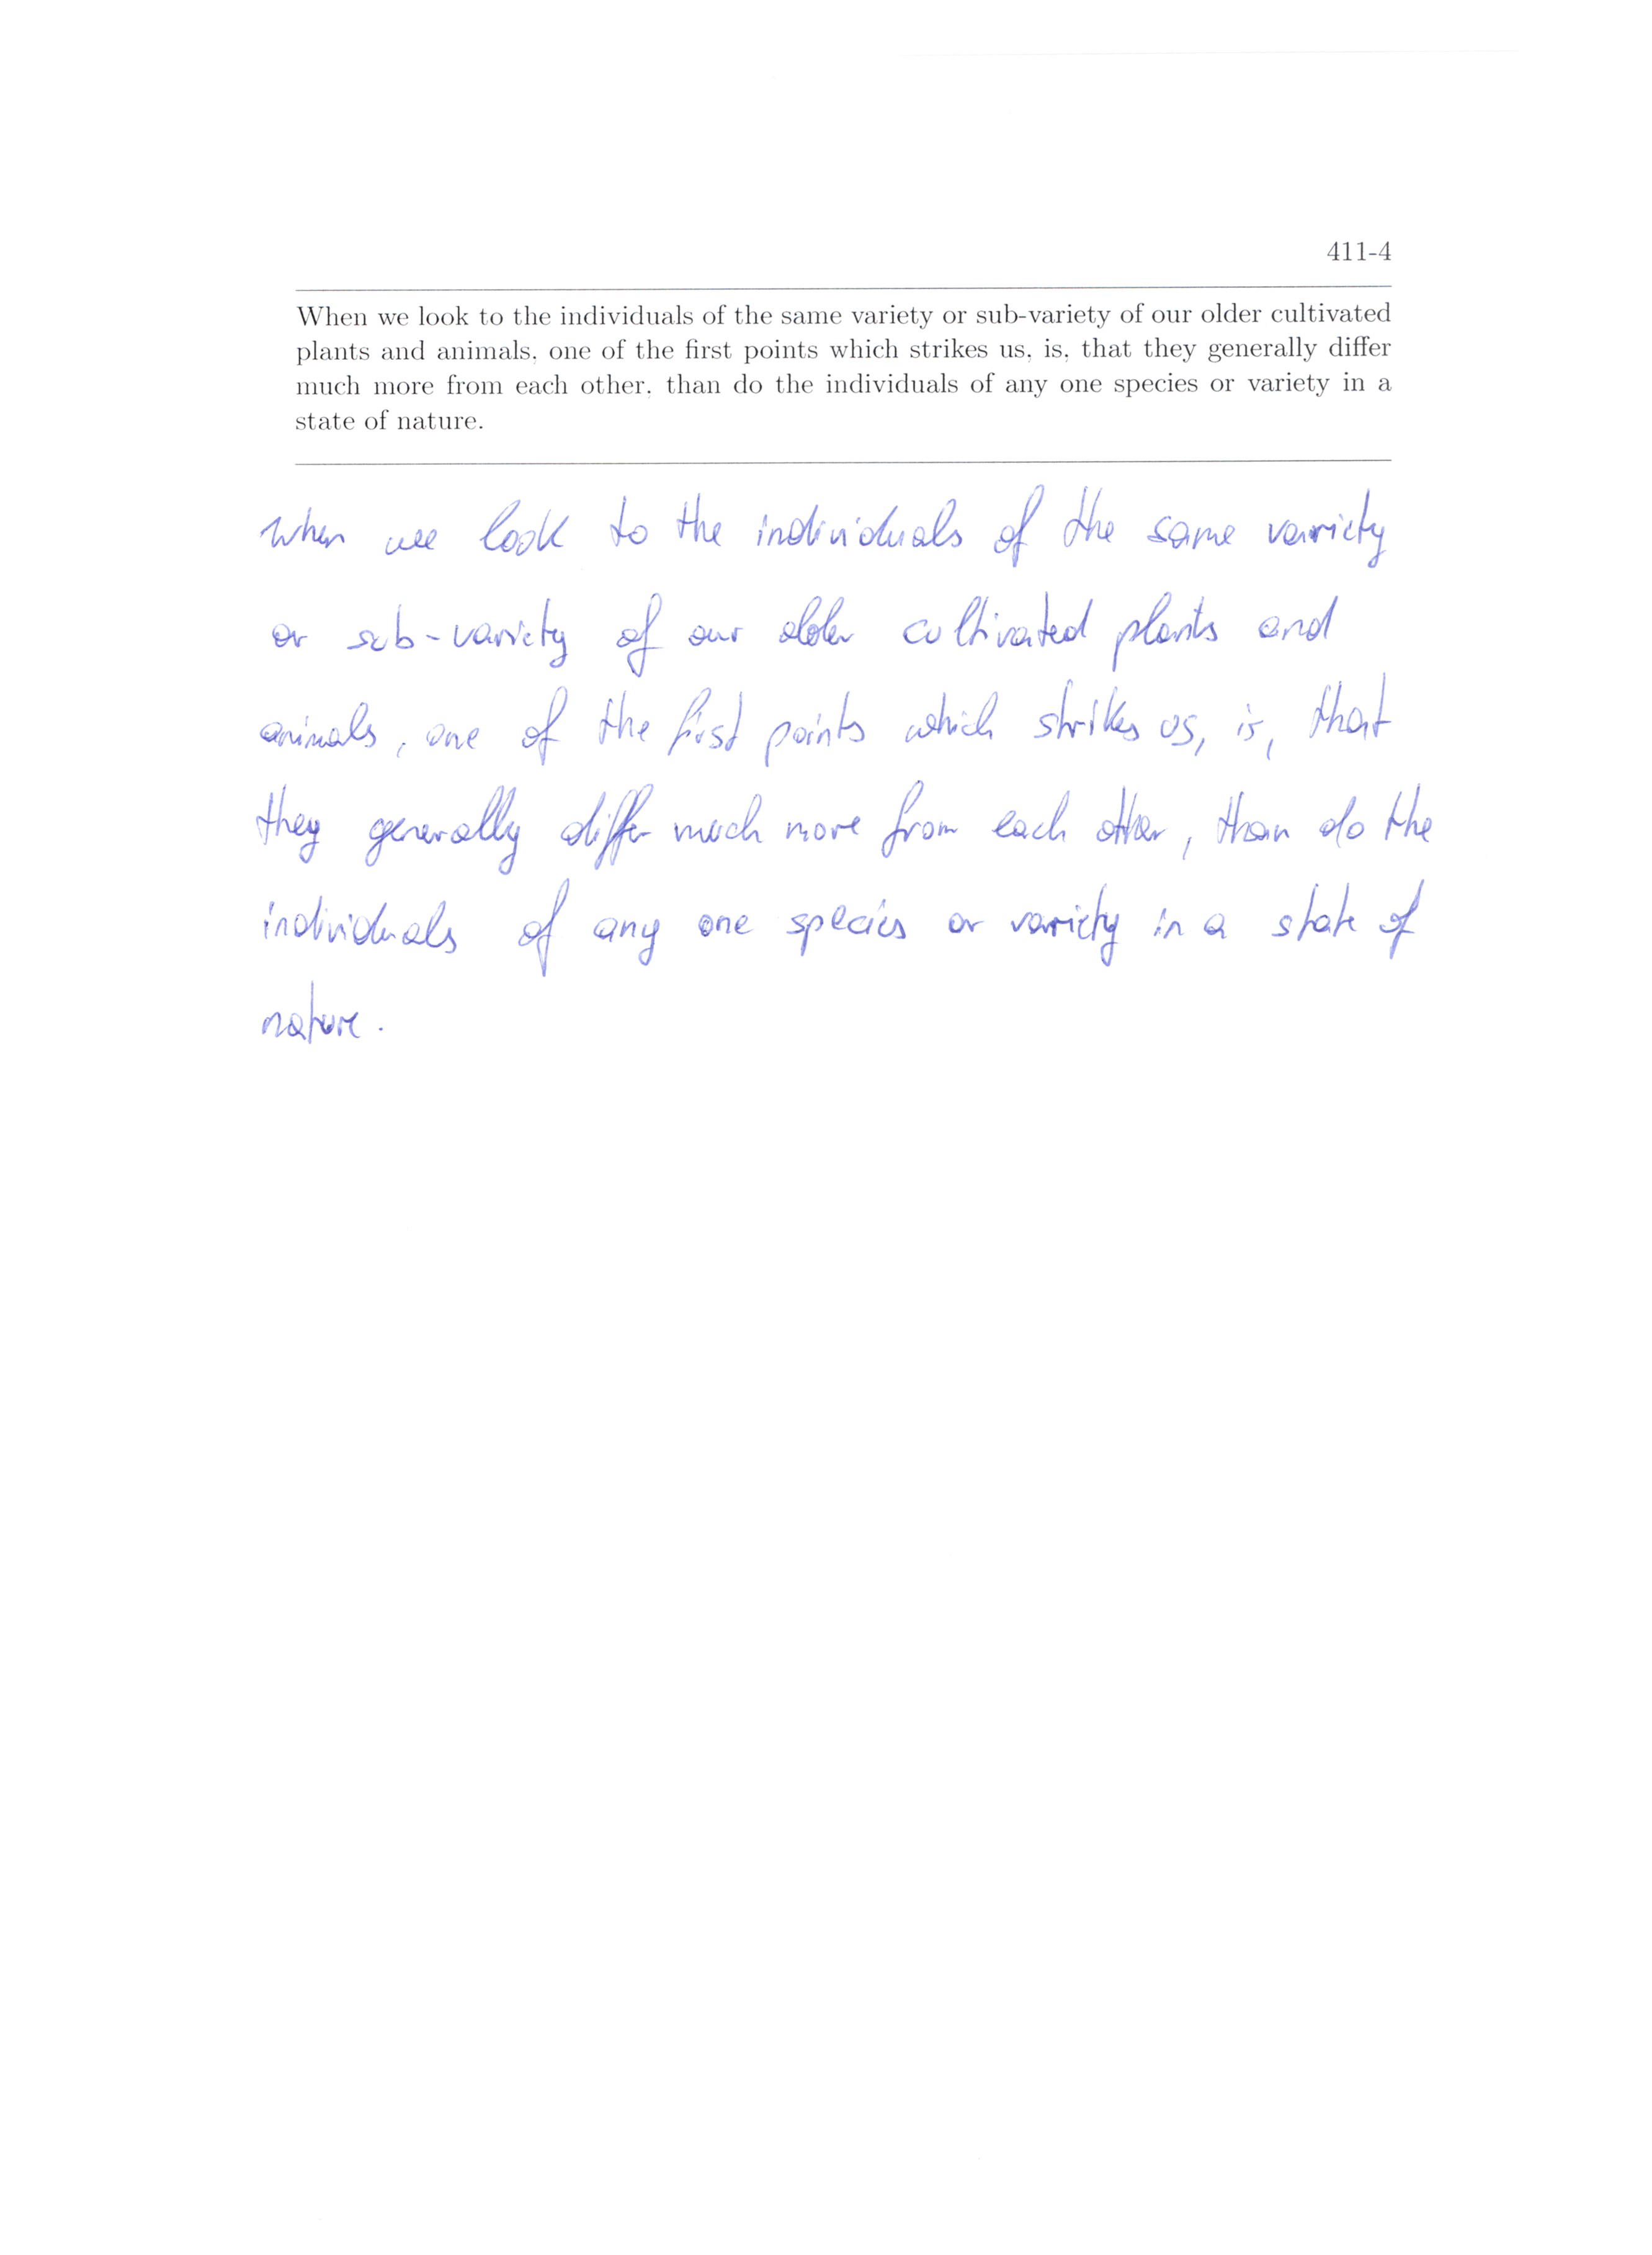 411-4
When we look to the individuals of the same variety or sub-variety of our older cultivated
plants and animals, one of the first points which strikes us, is, that they generally differ
much more from each other, than do the individuals of any one species or variety in a
state of nature.
When we look to the individuals of the same variety
or sub-variety of our older cultivated plants and
animals, one of the first points which strikes us, is, that
they generally differ much more from each other, than do the
individuals of any one species or variety in a state of
nature.